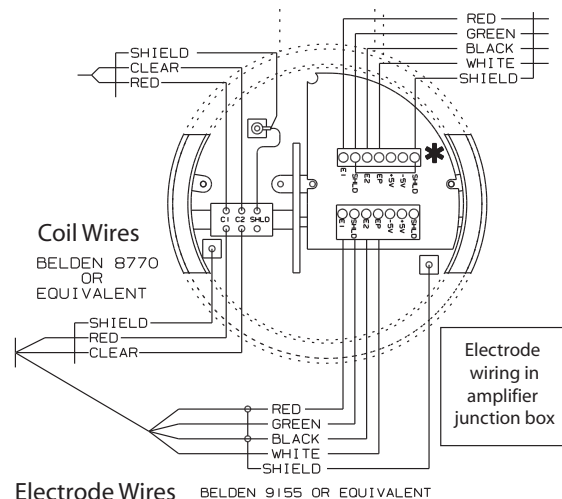 RED
GREEN
BLACK
WHITE
SHIELD
SHIELD
CLEAR
RED
*
E1 SHLD E2 EP +5V -5V SHLD
C1 C2 SHLD
E1 SHLD E2 EP -5V +5V SHLD
Coil Wires
BELDEN 8770
OR
EQUIVALENT
SHIELD
RED
CLEAR
Electrode
wiring in
amplifier
junction box
RED
GREEN
BLACK
WHITE
SHIELD
Electrode Wires BELDEN 9155 OR EQUIVALENT